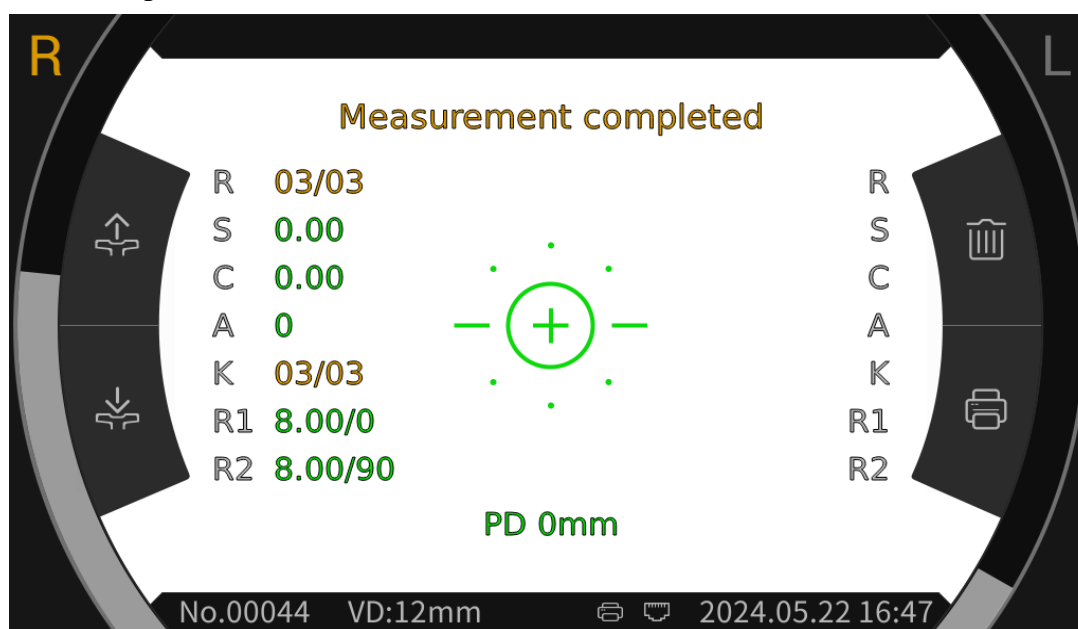 R
L
Measurement completed
R 03/03 R
S 0.00 S
C 0.00 C
A 0 A
K 03/03 K
R1 8.00/0 R1
R2 8.00/90 R2
PD 0mm
No.00044 VD:12mm 2024.05.22 16:47